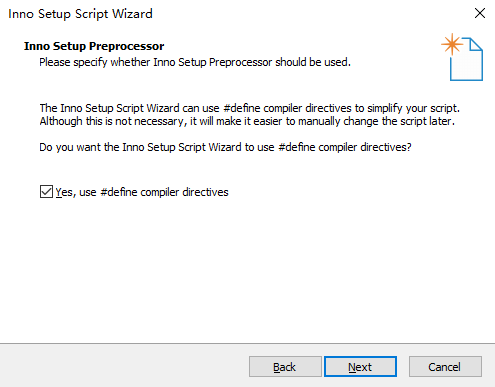 Inno Setup Script Wizard
Inno Setup Preprocessor
Please specify whether Inno Setup Preprocessor should be used.
The Inno Setup Script Wizard can use #define compiler directives to simplify your script.
Although this is not necessary, it will make it easier to manually change the script later.
Do you want the Inno Setup Script Wizard to use #define compiler directives?
Yes, use #define compiler directives
Back Next Cancel